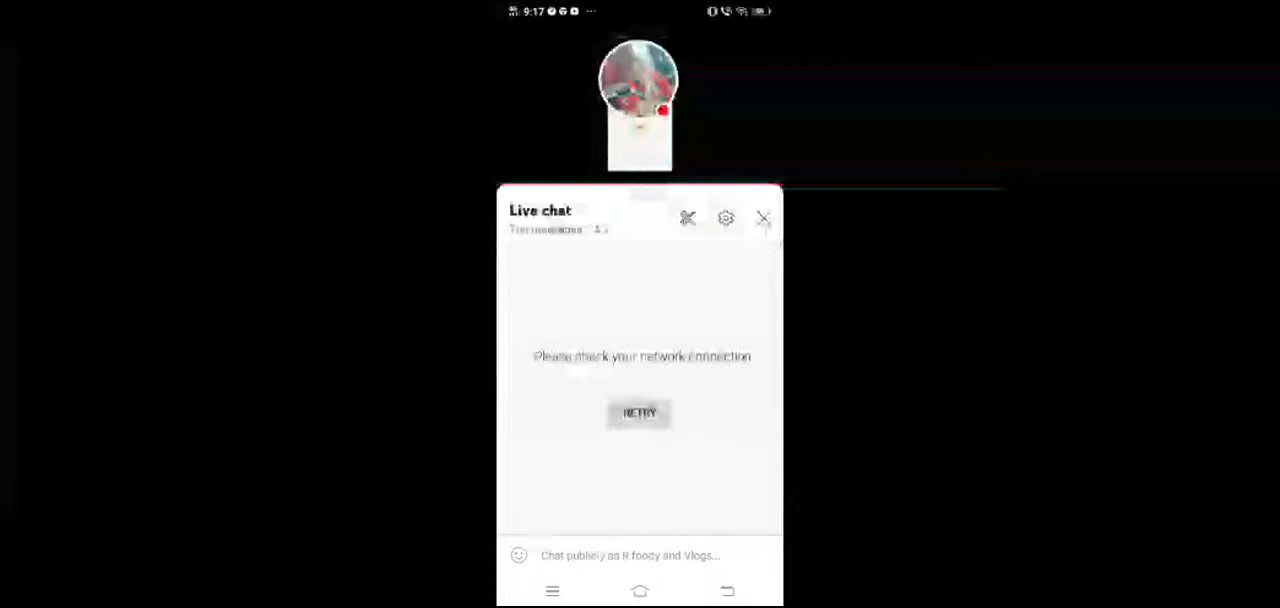 9:17
Live chat
Please check your network connection
RETRY
Chat publicly as R foody and Vlogs...